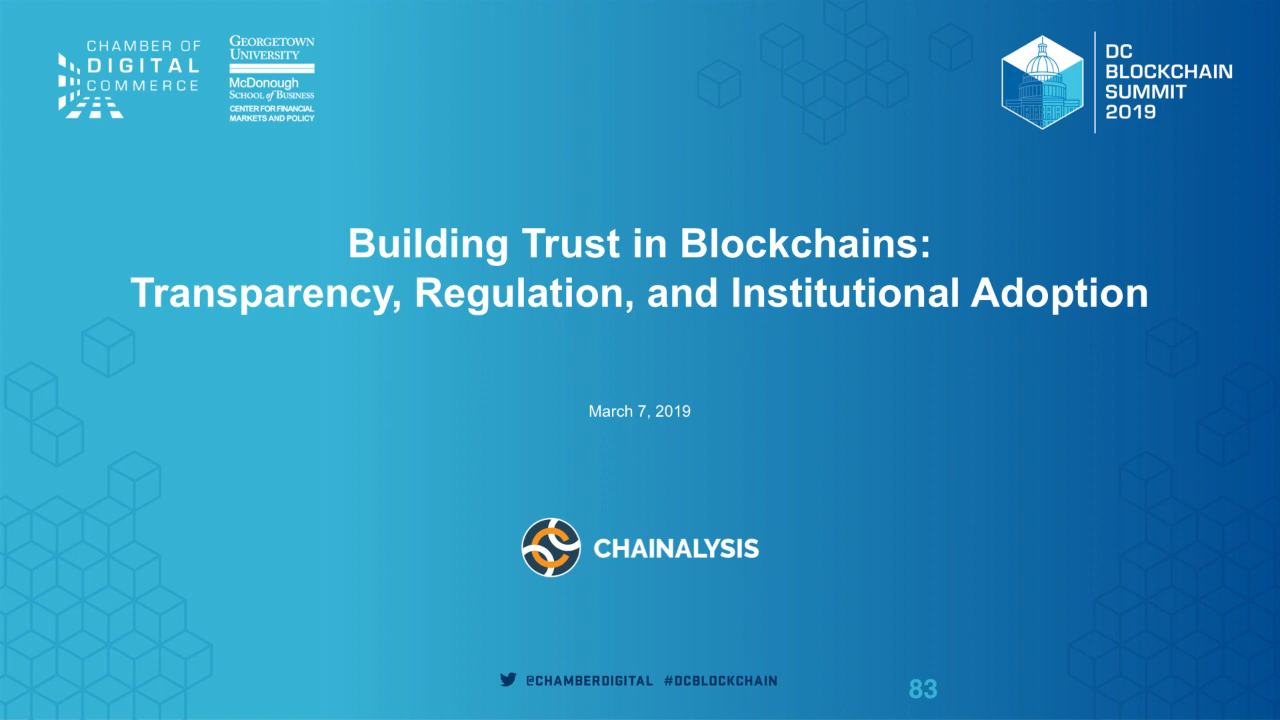 CHAMBER OF
DIGITAL
COMMERCE
GEORGETOWN
UNIVERSITY
McDonough
SCHOOL of BUSINESS
CENTER FOR FINANCIAL
MARKETS AND POLICY
DC
BLOCKCHAIN
SUMMIT
2019
Building Trust in Blockchains:
Transparency, Regulation, and Institutional Adoption
March 7, 2019
CHAINALYSIS
@CHAMBERDIGITAL #DCBLOCKCHAIN
83